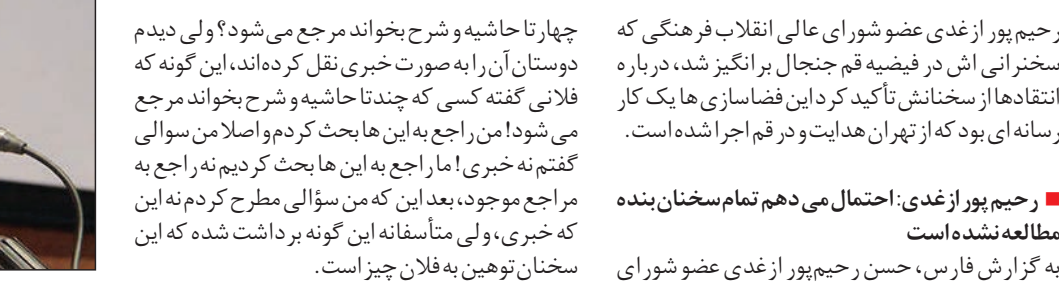 رحیم پور ازغدی عضو شورای عالی انقلاب فرهنگی که
سخنرانی اش در فیضیه قم جنجال برانگیز شد، درباره
انتقادها از سخنانش تأکید کرد این فضاسازی ها یک کار
رسانه ای بود که از تهران هدایت و در قم اجرا شده است.
■ رحیم پور ازغدی: احتمال می دهم تمام سخنان بنده
مطالعه نشده است
به گزارش فارس، حسن رحیم‌پور ازغدی عضو شورای
چهار تا حاشیه و شرح بخواند مرجع می‌شود؟ ولی دیدم
دوستان آن را به صورت خبری نقل کرده‌اند، این گونه که
فلانی گفته کسی که چندتا حاشیه و شرح بخواند مرجع
می شود! من راجع به این ها بحث کردم و اصلا من سوالی
گفتم نه خبری! ما راجع به این ها بحث کردیم نه راجع به
مراجع موجود، بعد این که من سؤالی مطرح کردم نه این
که خبری، ولی متأسفانه این گونه برداشت شده که این
سخنان توهین به فلان چیز است.